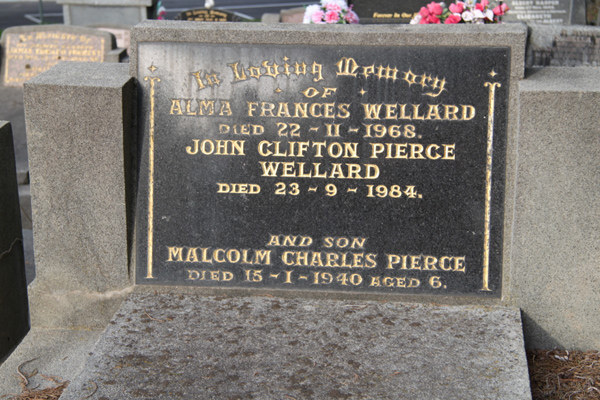 In Loving Memory
OF
ALMA FRANCES WELLARD
DIED 22-11-1968.
JOHN CLIFTON PIERCE
WELLARD
DIED 23-9-1984.
AND SON
MALCOLM CHARLES PIERCE
DIED 15-1-1940 AGED 6.